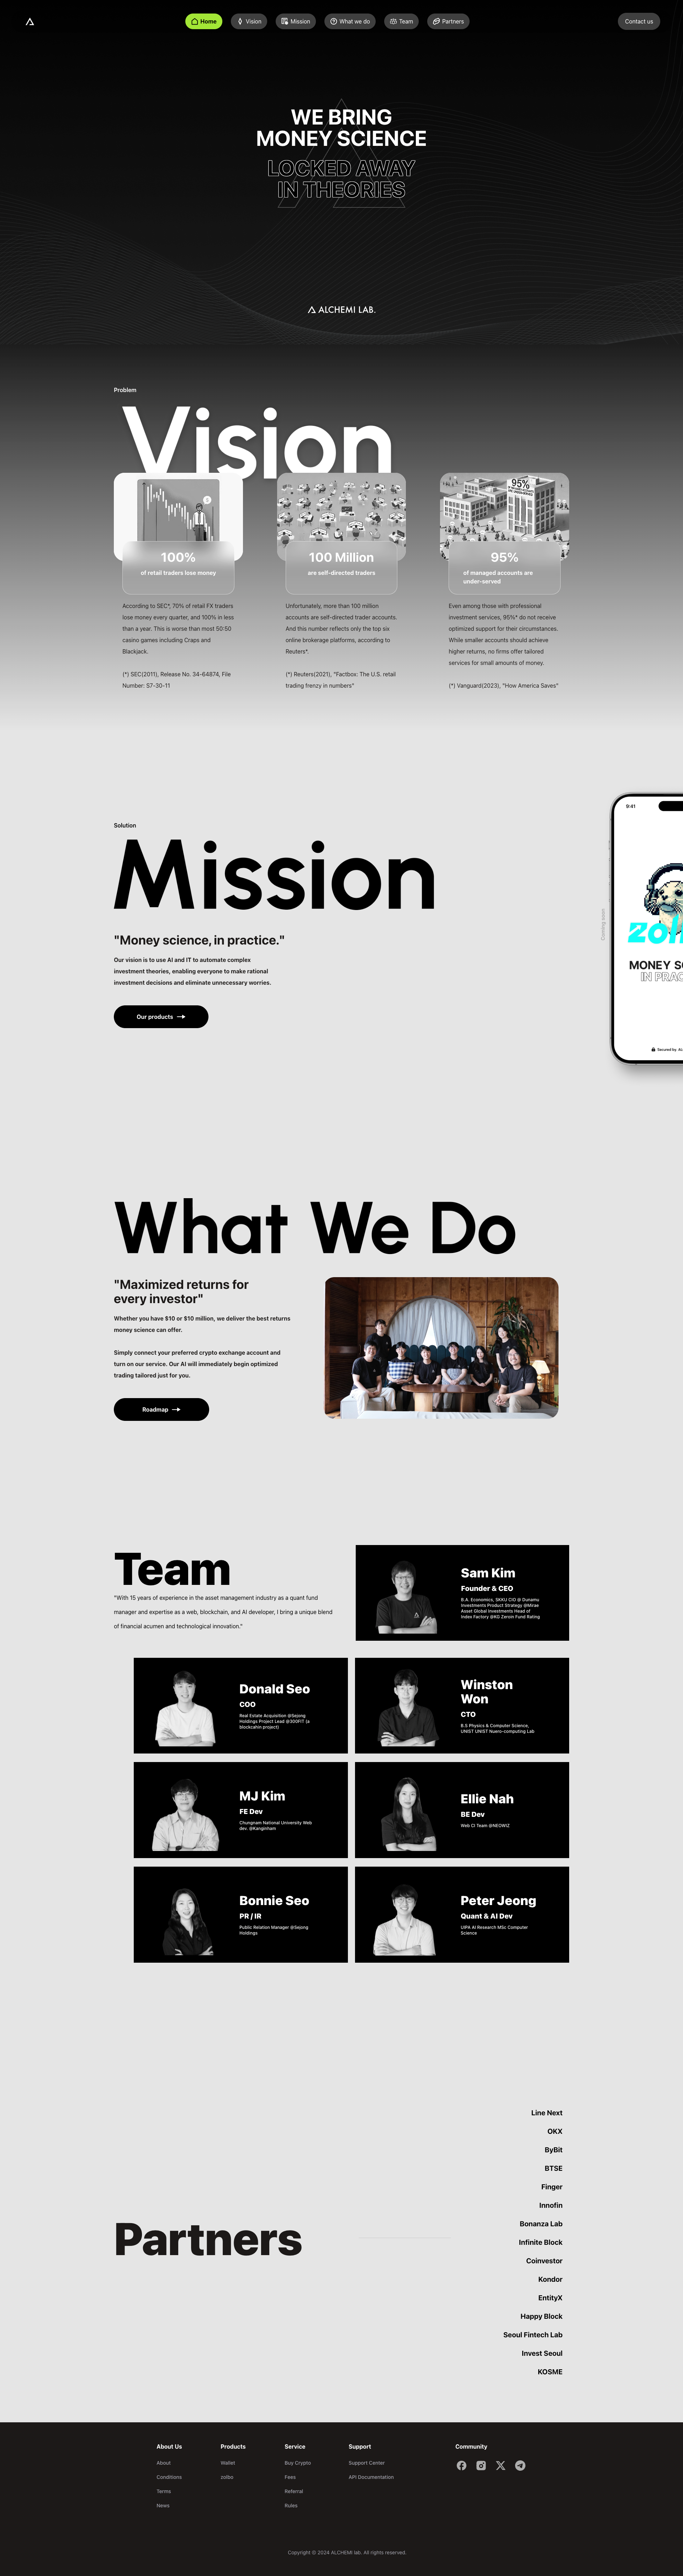 Home
Vision
Mission
What we do
Team
Partners
Contact us
WE BRING
MONEY SCIENCE
LOCKED AWAY
IN THEORIES
ALCHEMI LAB.
Problem
Vision
95%
100%
of retail traders lose money
100 Million
are self-directed traders
95%
of managed accounts are
under-served
According to SEC*, 70% of retail FX traders
lose money every quarter, and 100% in less
than a year. This is worse than most 50:50
casino games including Craps and
Blackjack.
(*) SEC(2011), Release No. 34-64874, File
Number: S7-30-11
Unfortunately, more than 100 million
accounts are self-directed trader accounts.
And this number reflects only the top six
online brokerage platforms, according to
Reuters*.
(*) Reuters(2021), "Factbox: The U.S. retail
trading frenzy in numbers"
Even among those with professional
investment services, 95%* do not receive
optimized support for their circumstances.
While smaller accounts should achieve
higher returns, no firms offer tailored
services for small amounts of money.
(*) Vanguard(2023), "How America Saves"
Solution
Mission
"Money science, in practice."
Our vision is to use AI and IT to automate complex
investment theories, enabling everyone to make rational
investment decisions and eliminate unnecessary worries.
Our products
9:41
Coming soon
zol
MONEY S
IN PRAC
Secured by
What We Do
"Maximized returns for
every investor"
Whether you have $10 or $10 million, we deliver the best returns
money science can offer.
Simply connect your preferred crypto exchange account and
turn on our service. Our AI will immediately begin optimized
trading tailored just for you.
Roadmap
Team
"With 15 years of experience in the asset management industry as a quant fund
manager and expertise as a web, blockchain, and AI developer, I bring a unique blend
of financial acumen and technological innovation."
Sam Kim
Founder & CEO
B.A. Economics, SKKU CIO @ Dunamu
Investments Product Strategy @Mirae
Asset Global Investments Head of
Index Factory @KG Zeroin Fund Rating
Donald Seo
COO
Real Estate Acquisition @Sejong
Holdings Project Lead @300FIT (a
blockcahin project)
Winston
Won
CTO
B.S Physics & Computer Science,
UNIST UNIST Nuero-computing Lab
MJ Kim
FE Dev
Chungnam National University Web
dev. @Kanginham
Ellie Nah
BE Dev
Web CI Team @NEOWIZ
Bonnie Seo
PR / IR
Public Relation Manager @Sejong
Holdings
Peter Jeong
Quant & AI Dev
UIPA AI Research MSc Computer
Science
Partners
Line Next
OKX
ByBit
BTSE
Finger
Innofin
Bonanza Lab
Infinite Block
Coinvestor
Kondor
EntityX
Happy Block
Seoul Fintech Lab
Invest Seoul
KOSME
About Us
About
Conditions
Terms
News
Products
Wallet
zolbo
Service
Buy Crypto
Fees
Referral
Rules
Support
Support Center
API Documentation
Community
Copyright © 2024 ALCHEMI lab. All rights reserved.